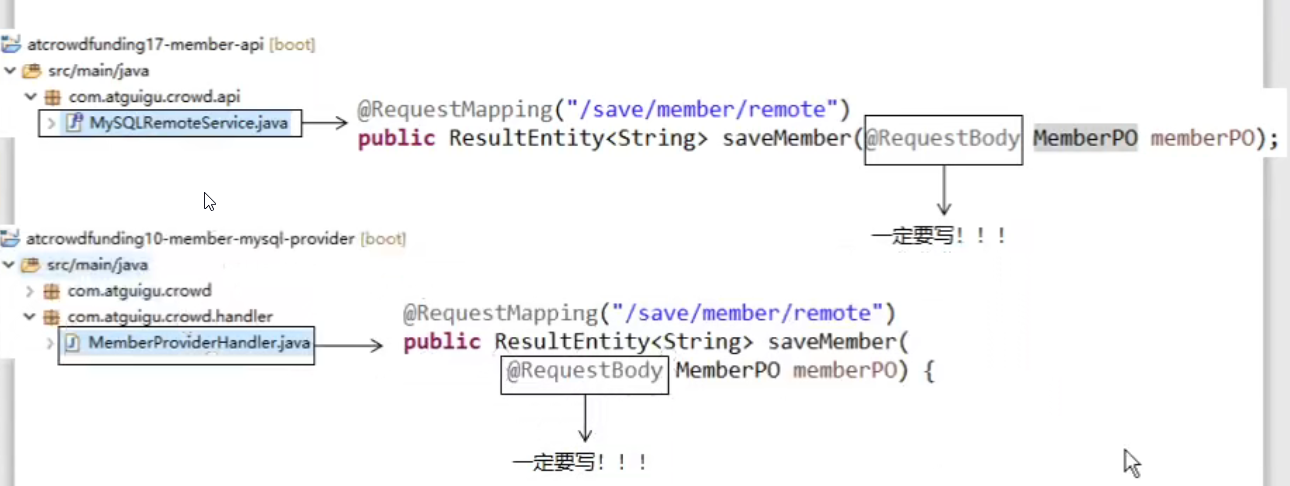 atcrowdfunding17-member-api [boot]
src/main/java
com.atguigu.crowd.api
MySQLRemoteService.java
@RequestMapping("/save/member/remote")
public ResultEntity<String> saveMember(@RequestBody MemberPO memberPO);
一定要写！！！
atcrowdfunding10-member-mysql-provider [boot]
src/main/java
com.atguigu.crowd
com.atguigu.crowd.handler
MemberProviderHandler.java
@RequestMapping("/save/member/remote")
public ResultEntity<String> saveMember(
@RequestBody MemberPO memberPO) {
一定要写！！！